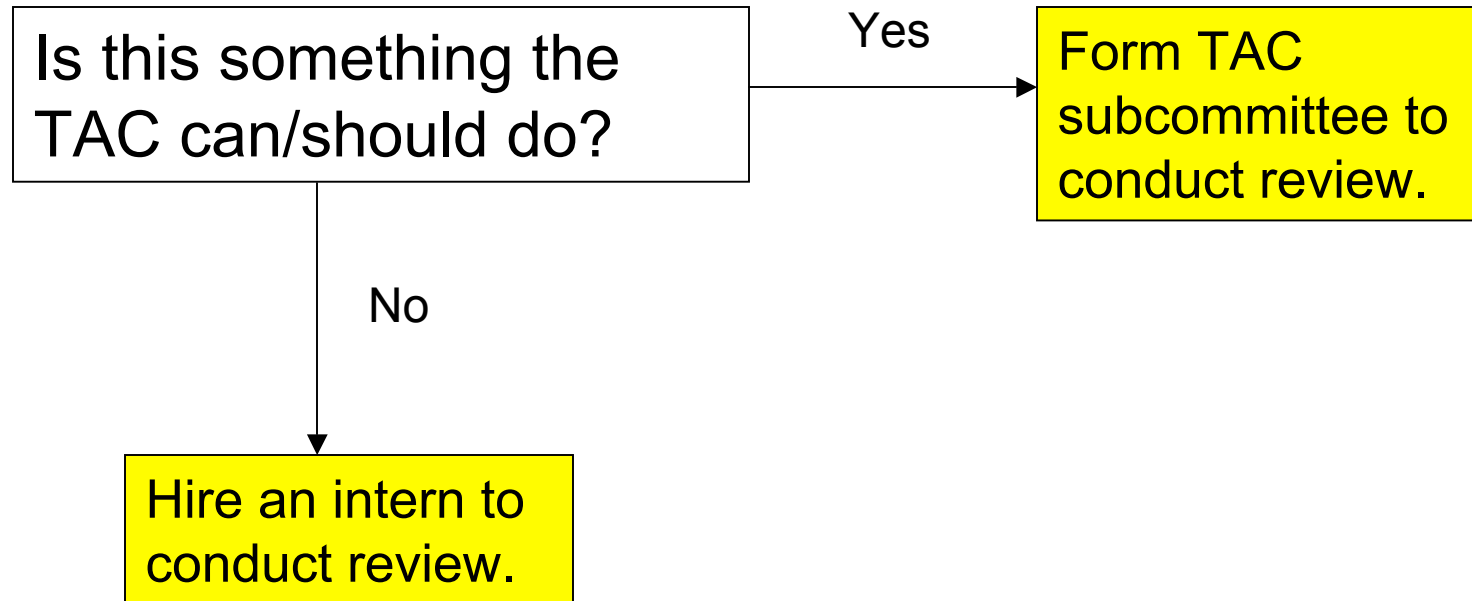 Is this something the
TAC can/should do?
Yes
Form TAC
subcommittee to
conduct review.
No
Hire an intern to
conduct review.